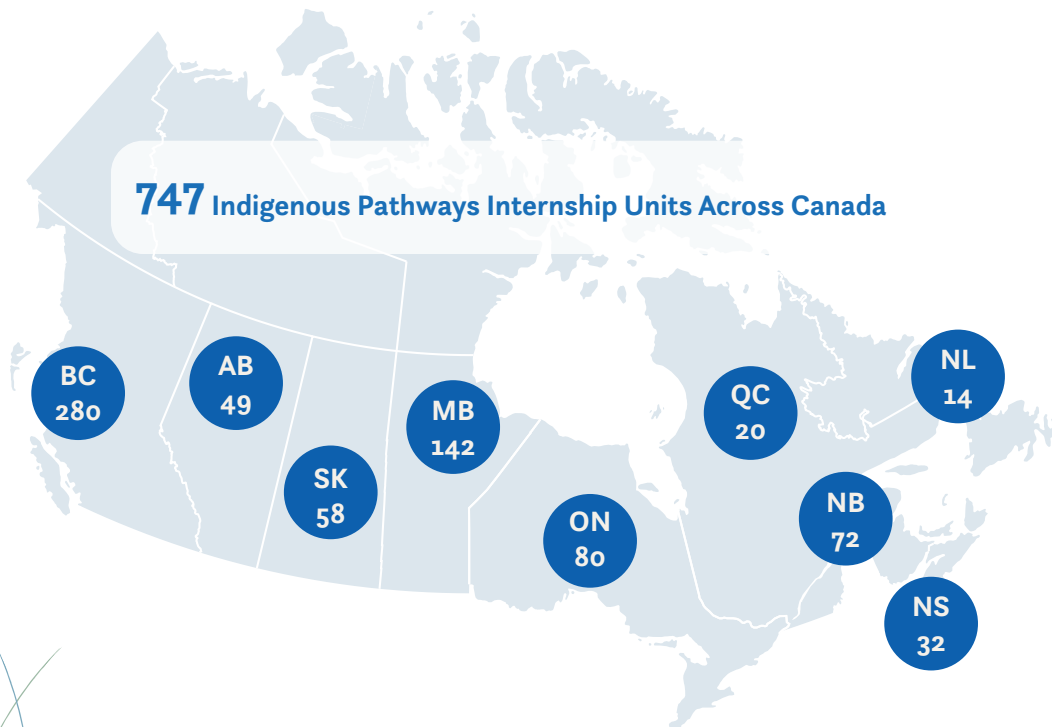 747 Indigenous Pathways Internship Units Across Canada
BC
280
AB
49
SK
58
MB
142
ON
80
QC
20
NL
14
NB
72
NS
32